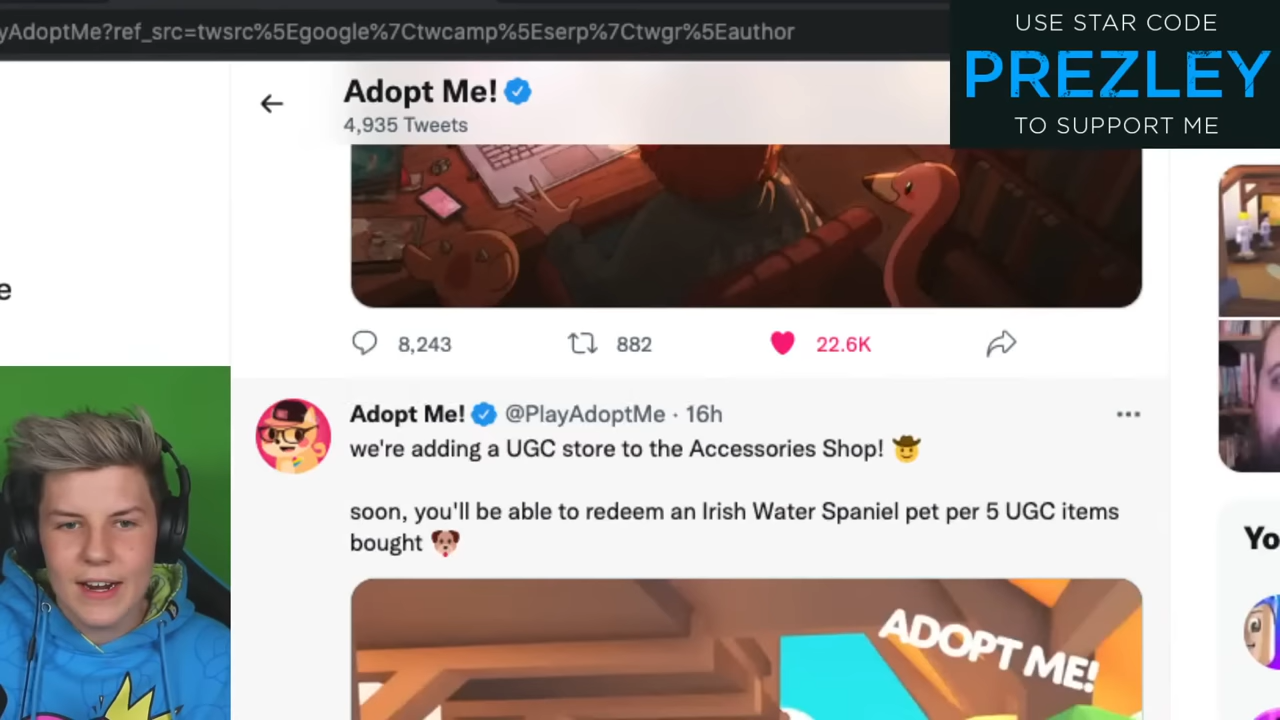 yAdoptMe?ref_src=twsrc%5Egoogle%7Ctwcamp%5Eserp%7Ctwgr%5Eauthor
USE STAR CODE
PREZLEY
TO SUPPORT ME
Adopt Me!
4,935 Tweets
e
8,243 882 22.6K
Adopt Me! @PlayAdoptMe · 16h
we're adding a UGC store to the Accessories Shop! 🤠
soon, you'll be able to redeem an Irish Water Spaniel pet per 5 UGC items
bought 🐶
Yo
ADOPT ME!